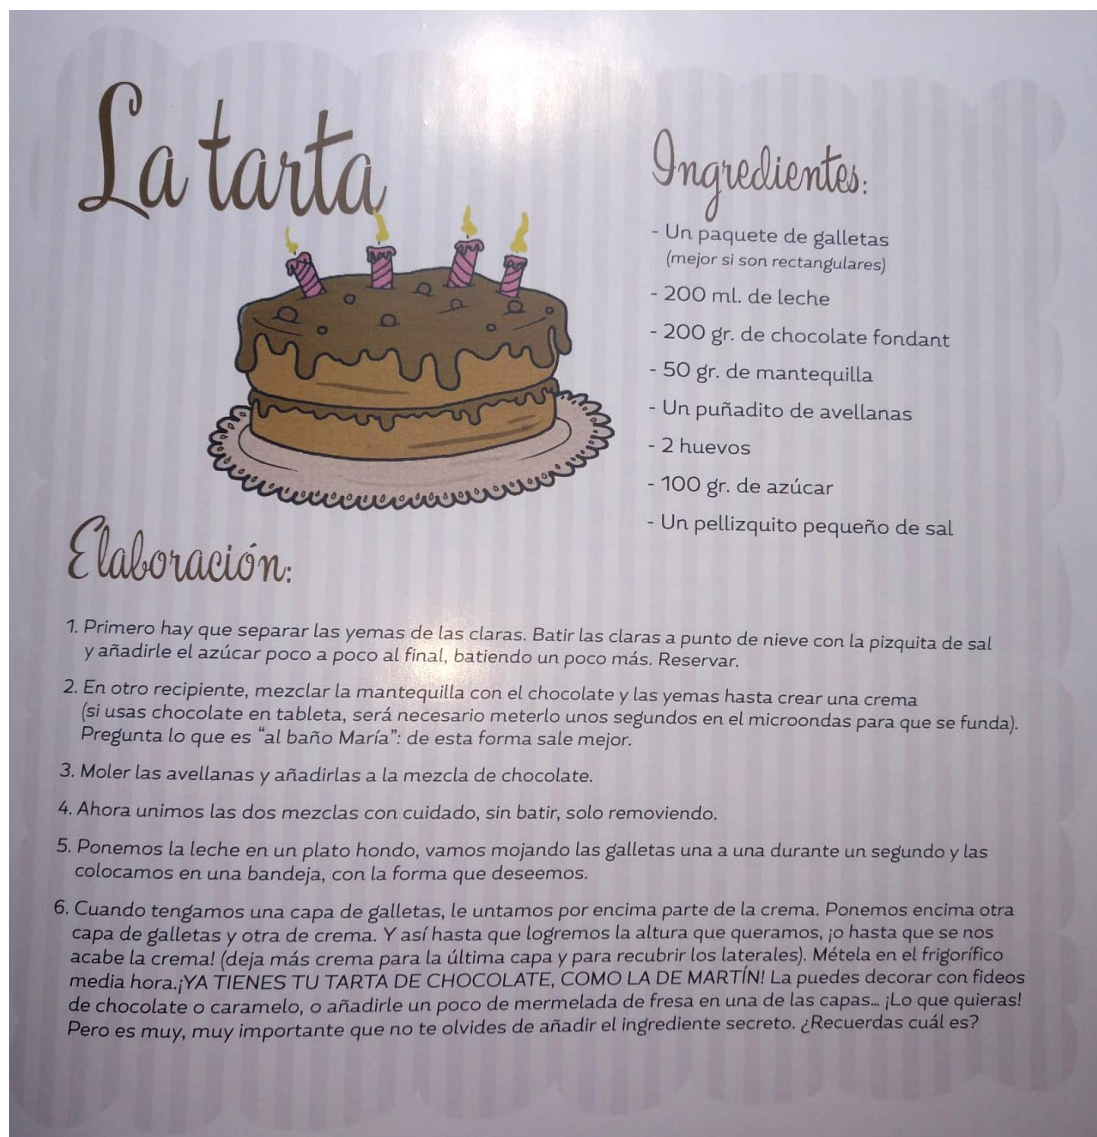 La tarta
Ingredientes:
- Un paquete de galletas
(mejor si son rectangulares)
- 200 ml. de leche
- 200 gr. de chocolate fondant
- 50 gr. de mantequilla
- Un puñadito de avellanas
- 2 huevos
- 100 gr. de azúcar
- Un pellizquito pequeño de sal
Elaboración:
1. Primero hay que separar las yemas de las claras. Batir las claras a punto de nieve con la pizquita de sal
y añadirle el azúcar poco a poco al final, batiendo un poco más. Reservar.
2. En otro recipiente, mezclar la mantequilla con el chocolate y las yemas hasta crear una crema
(si usas chocolate en tableta, será necesario meterlo unos segundos en el microondas para que se funda).
Pregunta lo que es “al baño María”: de esta forma sale mejor.
3. Moler las avellanas y añadirlas a la mezcla de chocolate.
4. Ahora unimos las dos mezclas con cuidado, sin batir, solo removiendo.
5. Ponemos la leche en un plato hondo, vamos mojando las galletas una a una durante un segundo y las
colocamos en una bandeja, con la forma que deseemos.
6. Cuando tengamos una capa de galletas, le untamos por encima parte de la crema. Ponemos encima otra
capa de galletas y otra de crema. Y así hasta que logremos la altura que queramos, ¡o hasta que se nos
acabe la crema! (deja más crema para la última capa y para recubrir los laterales). Métela en el frigorífico
media hora.¡YA TIENES TU TARTA DE CHOCOLATE, COMO LA DE MARTÍN! La puedes decorar con fideos
de chocolate o caramelo, o añadirle un poco de mermelada de fresa en una de las capas... ¡Lo que quieras!
Pero es muy, muy importante que no te olvides de añadir el ingrediente secreto. ¿Recuerdas cuál es?